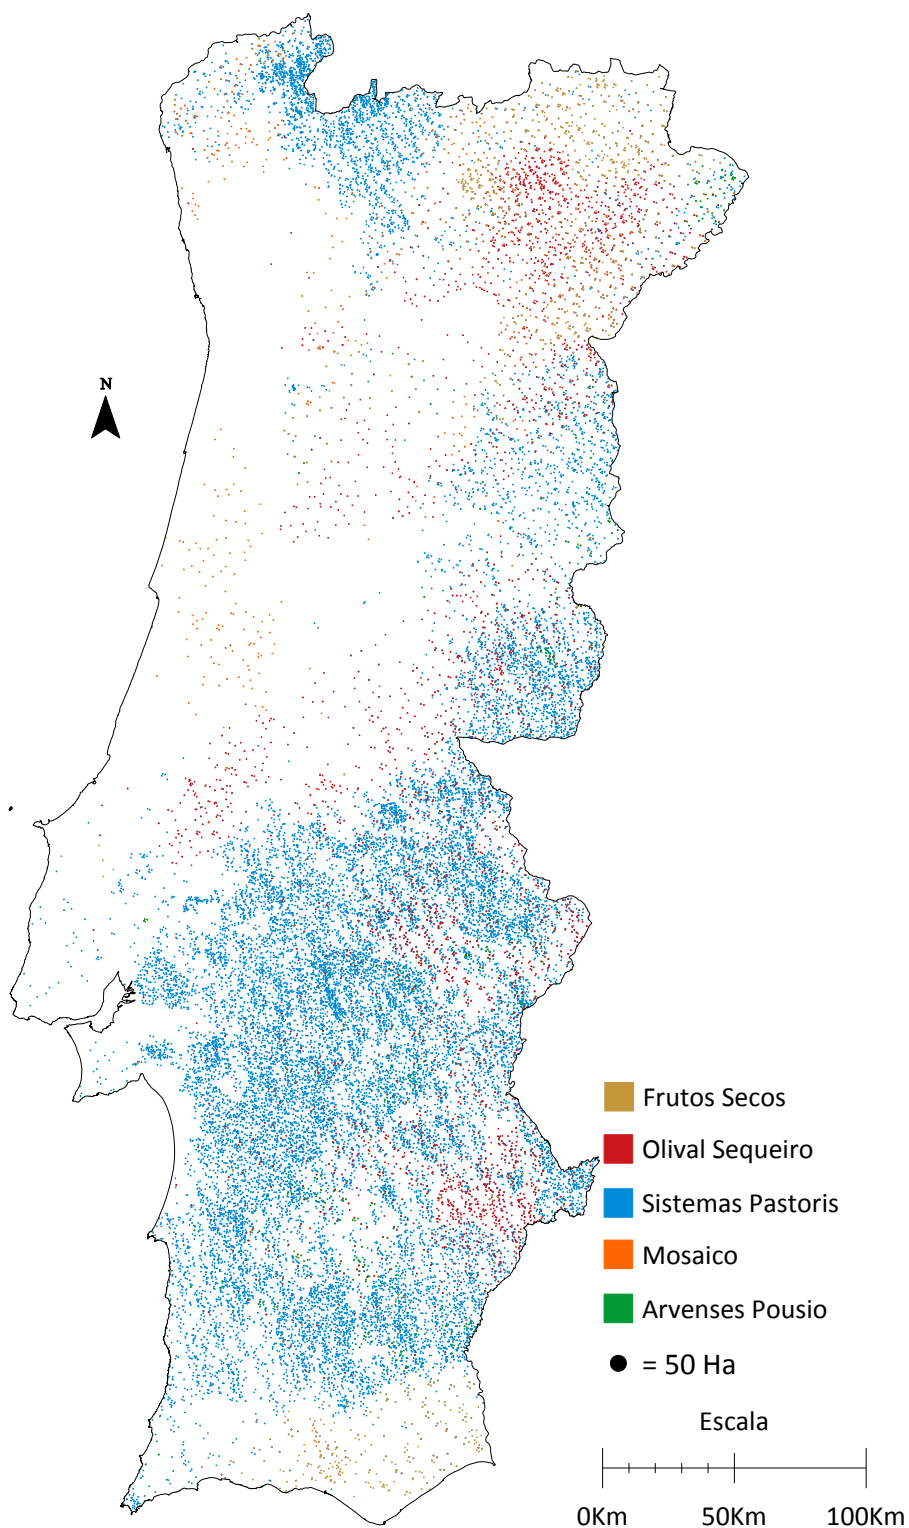 N
Frutos Secos
Olival Sequeiro
Sistemas Pastoris
Mosaico
Arvenses Pousio
= 50 Ha
Escala
0Km 50Km 100Km